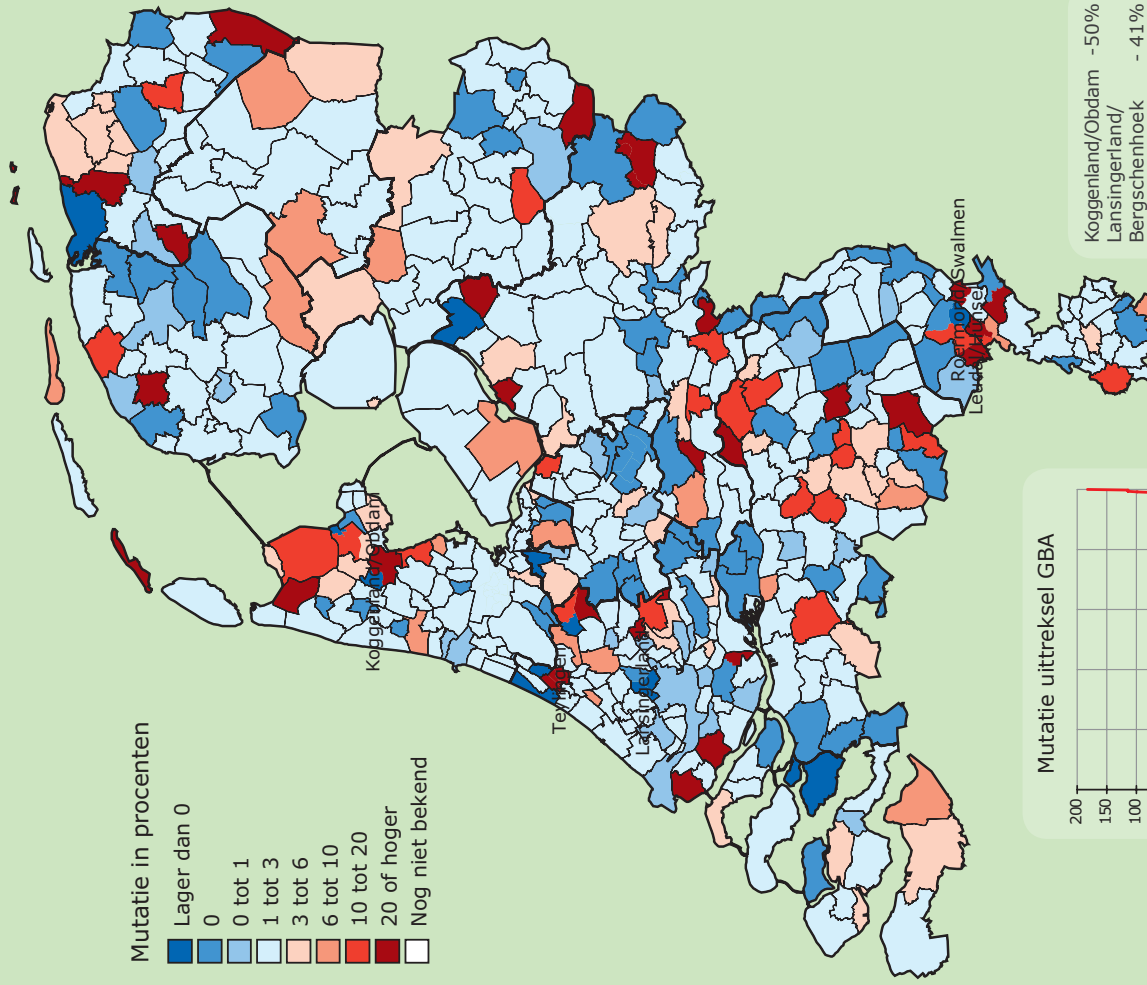 Mutatie in procenten
Lager dan 0
0
0 tot 1
1 tot 3
3 tot 6
6 tot 10
10 tot 20
20 of hoger
Nog niet bekend
Koggenland/Obdam
Teylingen
Lansingerland
Roermond/Swalmen
Leudal/Hunsel
Koggenland/Obdam -50%
Lansingerland/
Bergschenhoek - 41%
Mutatie uittreksel GBA
200
150
100